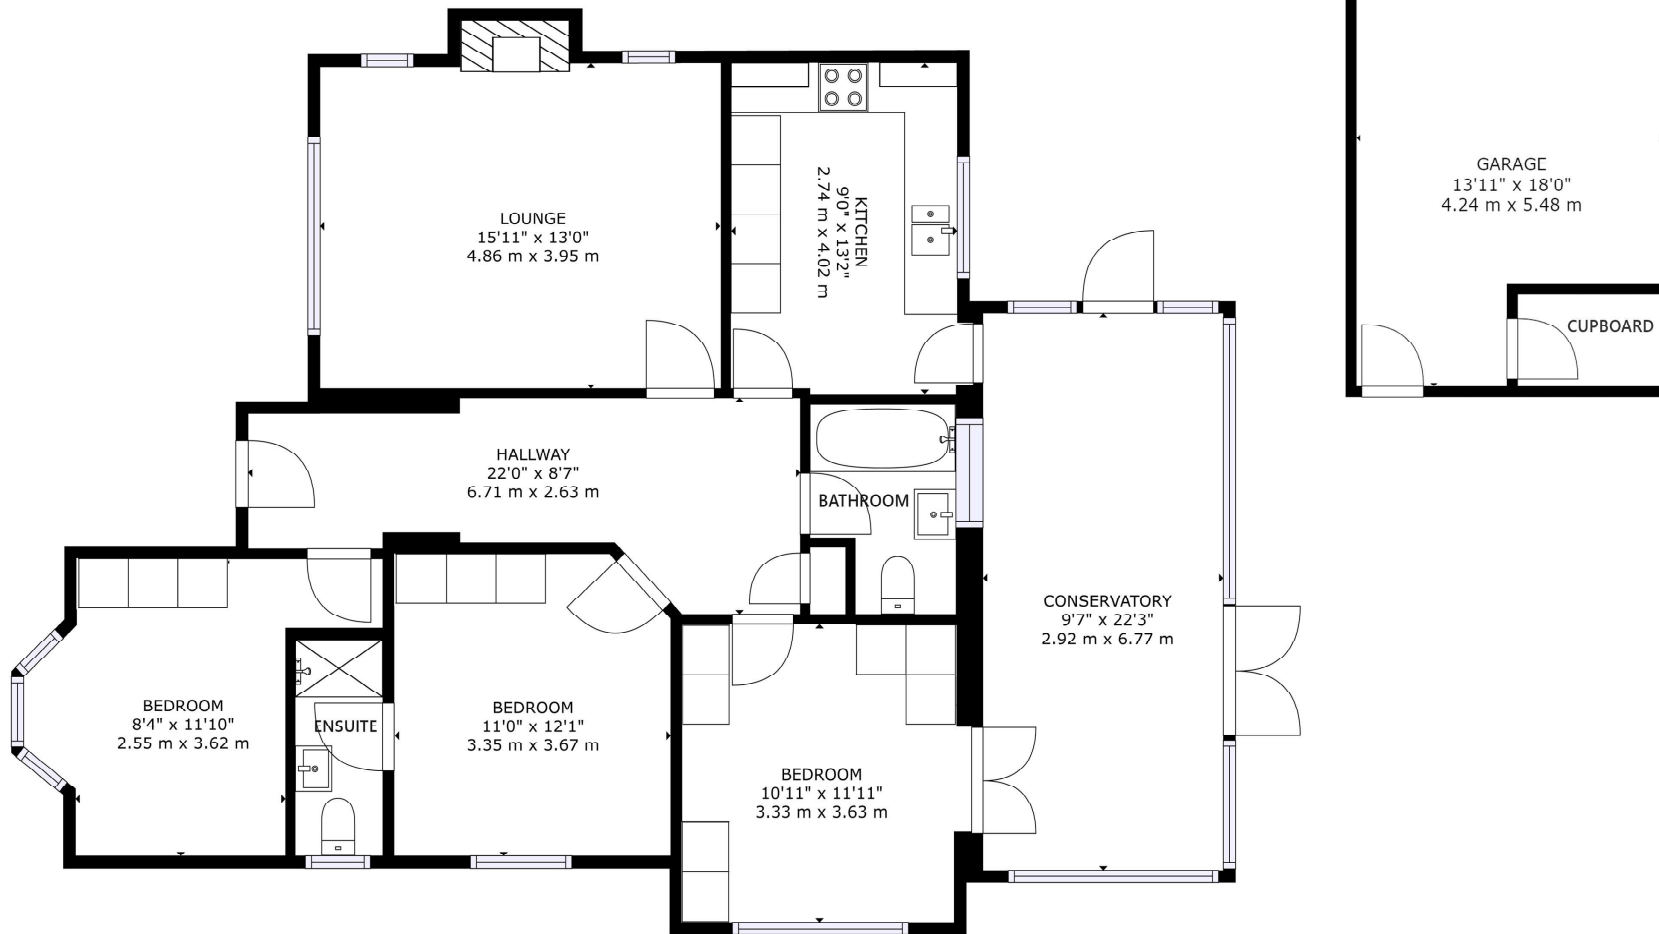 LOUNGE
15'11" x 13'0"
4.86 m x 3.95 m
KITCHEN
9'0" x 13'2"
2.74 m x 4.02 m
GARAGE
13'11" x 18'0"
4.24 m x 5.48 m
CUPBOARD
HALLWAY
22'0" x 8'7"
6.71 m x 2.63 m
BATHROOM
CONSERVATORY
9'7" x 22'3"
2.92 m x 6.77 m
BEDROOM
8'4" x 11'10"
2.55 m x 3.62 m
ENSUITE
BEDROOM
11'0" x 12'1"
3.35 m x 3.67 m
BEDROOM
10'11" x 11'11"
3.33 m x 3.63 m